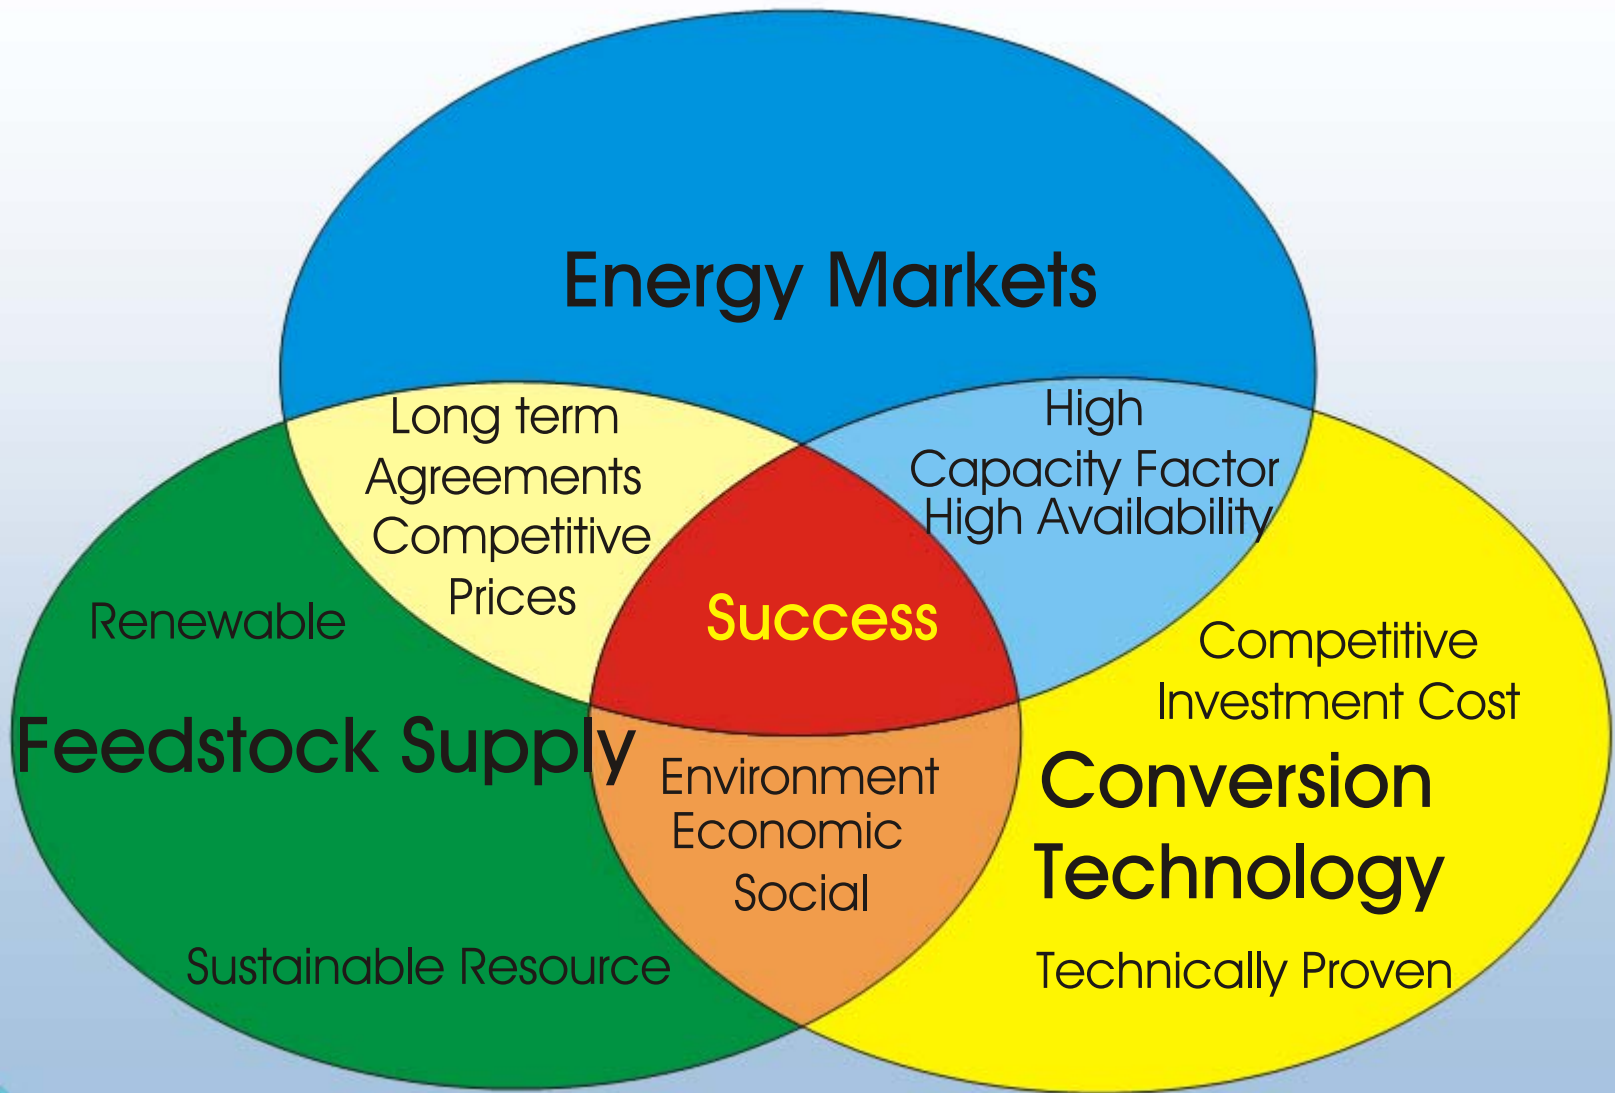 Energy Markets
Long term
Agreements
Competitive
Prices
High
Capacity Factor
High Availability
Success
Renewable
Feedstock Supply
Sustainable Resource
Environment
Economic
Social
Competitive
Investment Cost
Conversion
Technology
Technically Proven